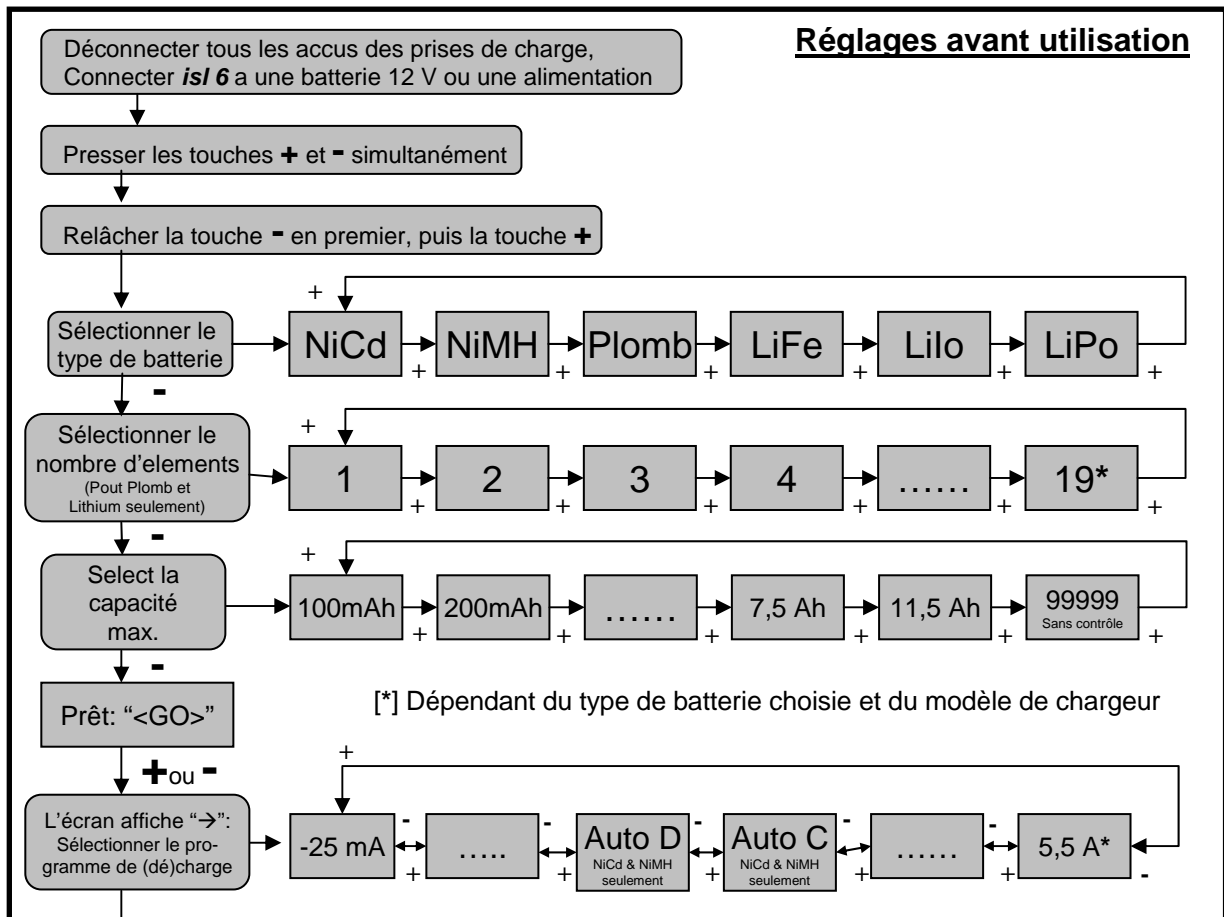 Réglages avant utilisation
Déconnecter tous les accus des prises de charge,
Connecter isl 6 a une batterie 12 V ou une alimentation
Presser les touches + et - simultanément
Relâcher la touche - en premier, puis la touche +
Sélectionner le
type de batterie
+
NiCd
+
NiMH
+
Plomb
+
LiFe
+
LiIo
+
LiPo
+
-
Sélectionner le
nombre d'elements
(Pout Plomb et
Lithium seulement)
+
1
+
2
+
3
+
4
+
……
+
19*
+
-
Select la
capacité
max.
+
100mAh
+
200mAh
+
……
+
7,5 Ah
+
11,5 Ah
+
99999
Sans contrôle
+
-
Prêt: “<GO>”
[*] Dépendant du type de batterie choisie et du modèle de chargeur
+ou -
L'écran affiche “→”:
Sélectionner le pro-
gramme de (dé)charge
+
-25 mA
-
+
…..
-
+
Auto D
NiCd & NiMH
seulement
-
+
Auto C
NiCd & NiMH
seulement
-
+
……
-
+
5,5 A*
-